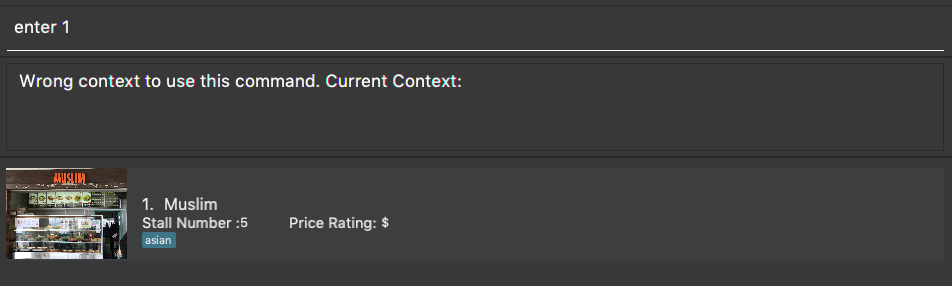 enter 1
Wrong context to use this command. Current Context:
MUSLIM
1. Muslim
Stall Number :5 Price Rating: $
asian